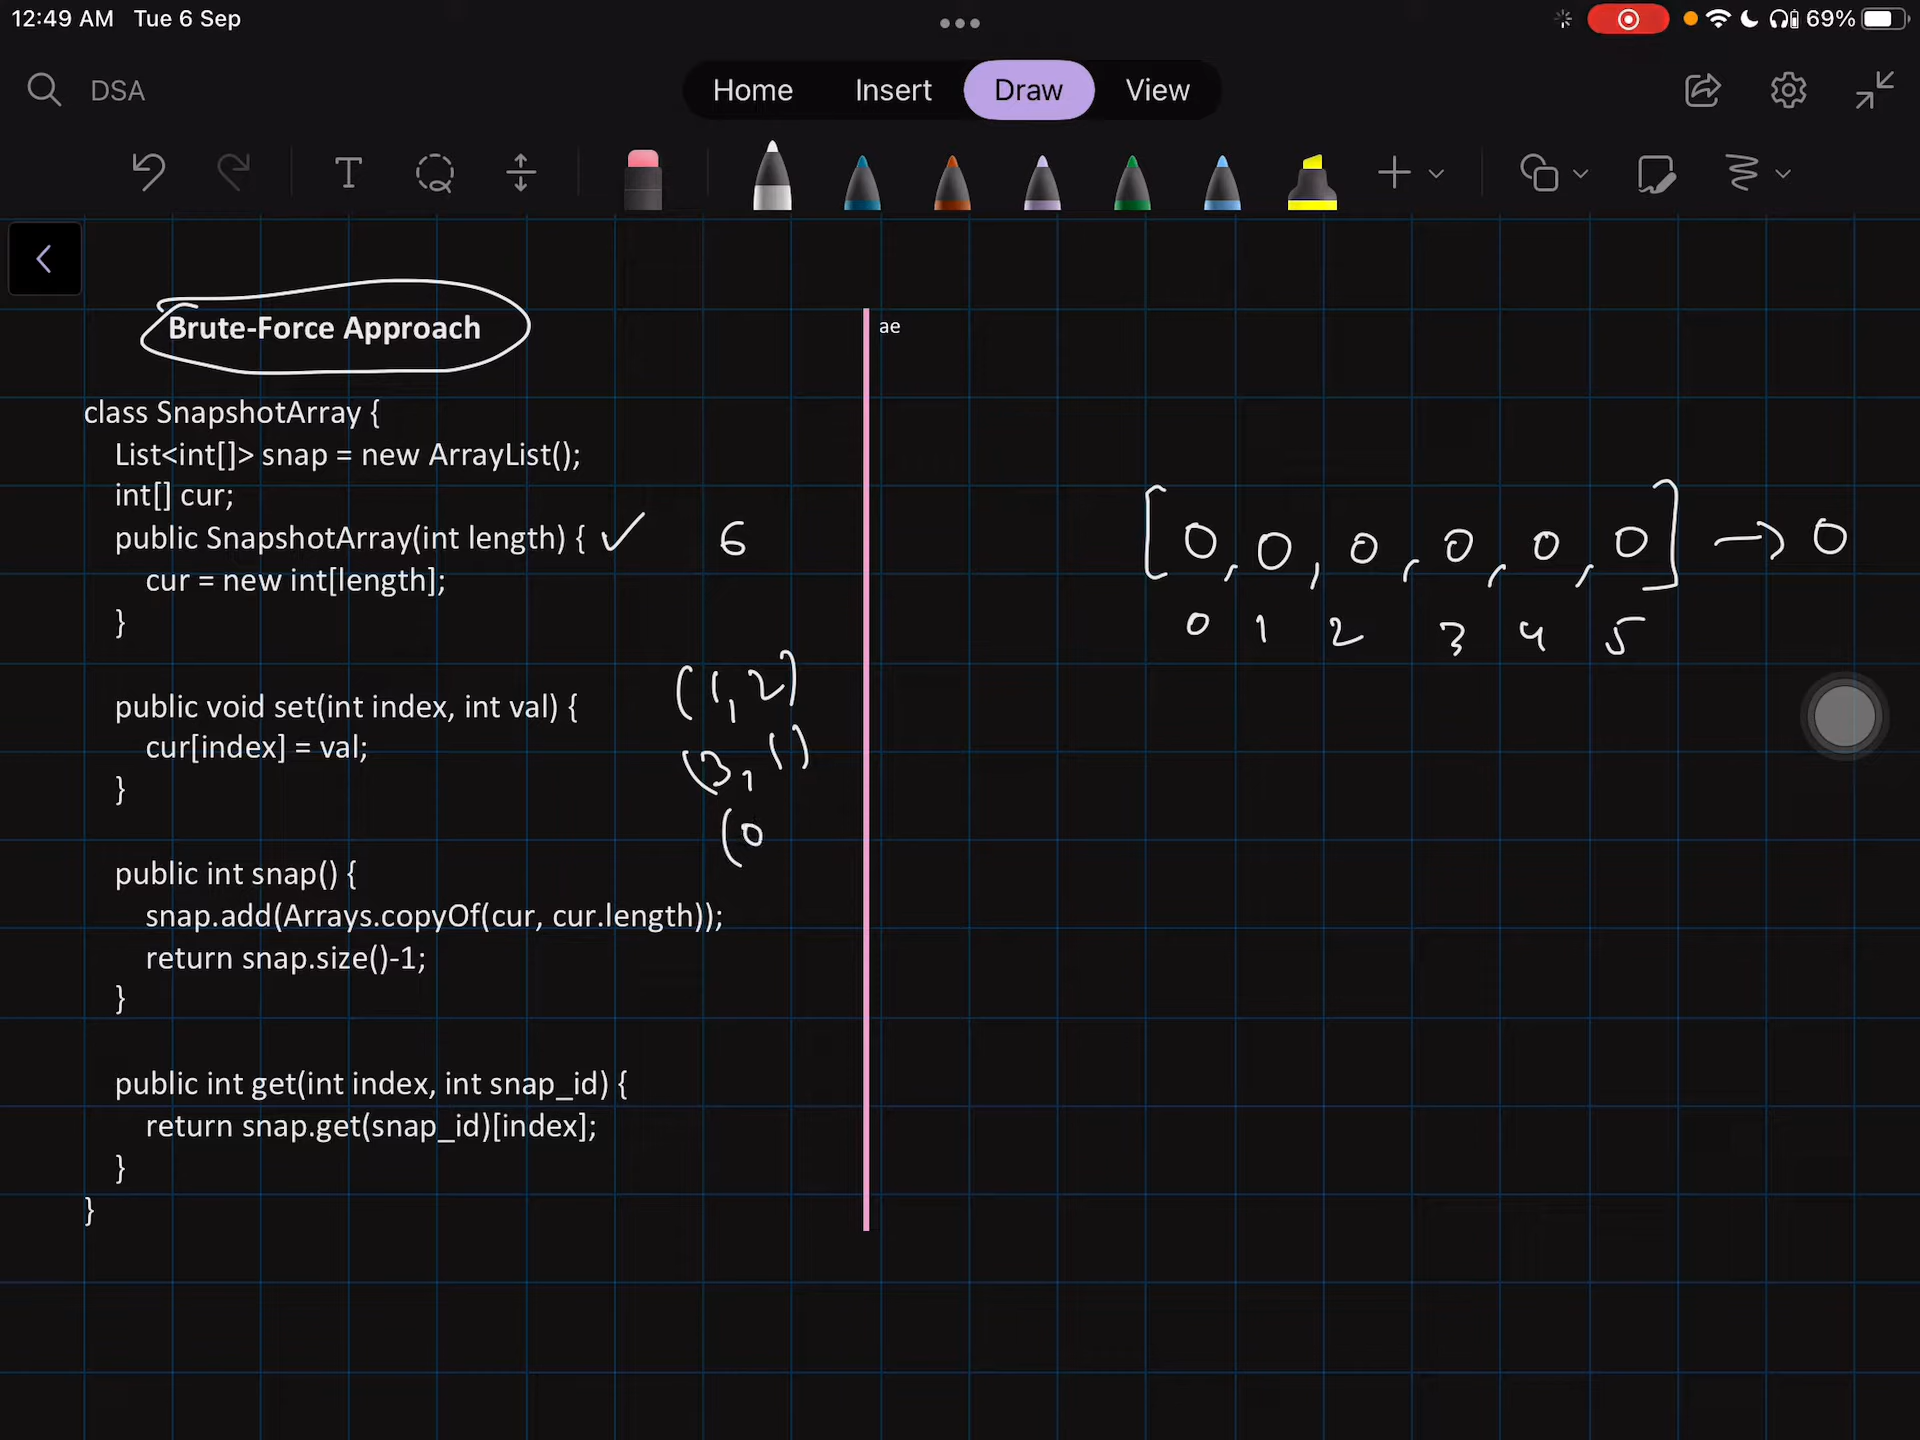 12:49 AM Tue 6 Sep
69%
DSA
Home Insert Draw View
T
Brute-Force Approach
ae
class SnapshotArray {
List<int[]> snap = new ArrayList();
int[] cur;
public SnapshotArray(int length) { ✓ 6
cur = new int[length];
}
public void set(int index, int val) {
cur[index] = val;
}
(1,2)
(3,1)
(0
public int snap() {
snap.add(Arrays.copyOf(cur, cur.length));
return snap.size()-1;
}
public int get(int index, int snap_id) {
return snap.get(snap_id)[index];
}
}
[0,0,0,0,0,0] → 0
0 1 2 3 4 5